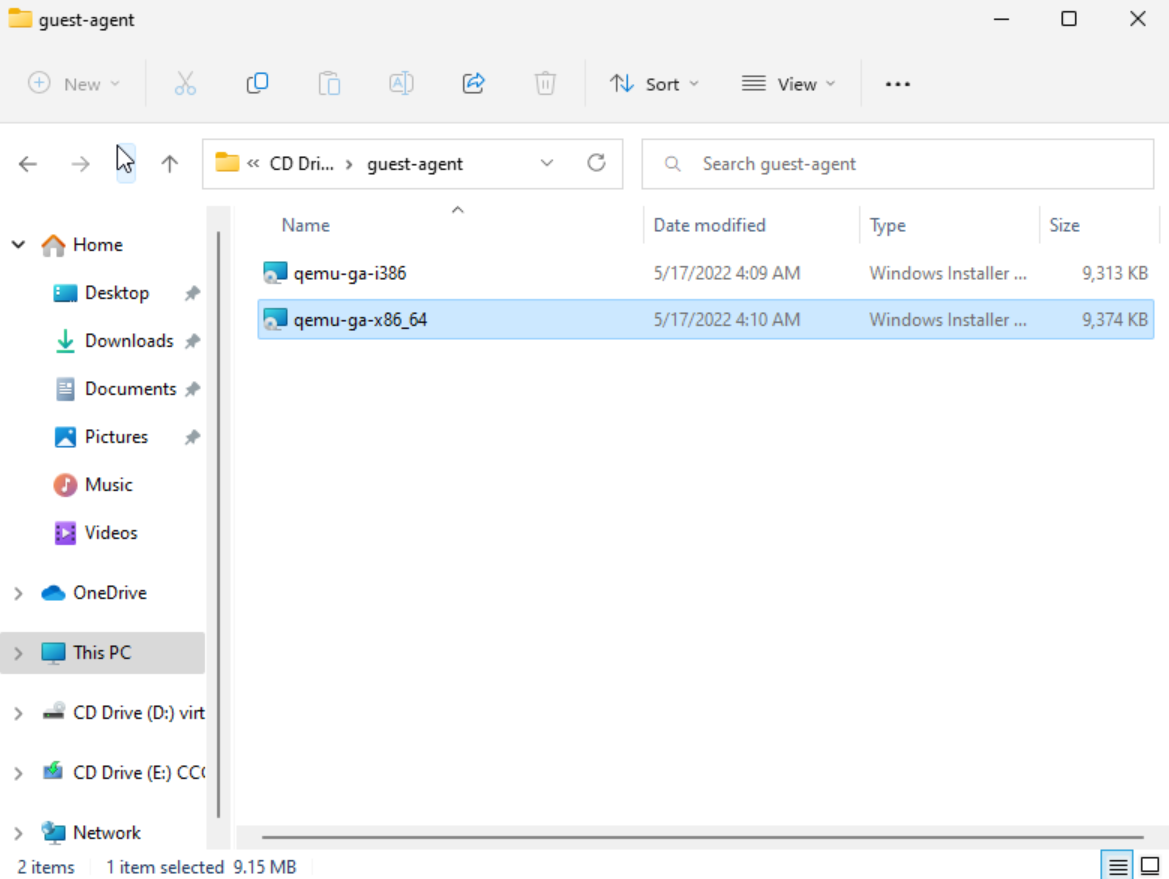 guest-agent
New
Sort
View
« CD Dri... › guest-agent
Search guest-agent
Name Date modified Type Size
qemu-ga-i386 5/17/2022 4:09 AM Windows Installer ... 9,313 KB
qemu-ga-x86_64 5/17/2022 4:10 AM Windows Installer ... 9,374 KB
Home
Desktop
Downloads
Documents
Pictures
Music
Videos
OneDrive
This PC
CD Drive (D:) virt
CD Drive (E:) CC
Network
2 items 1 item selected 9.15 MB